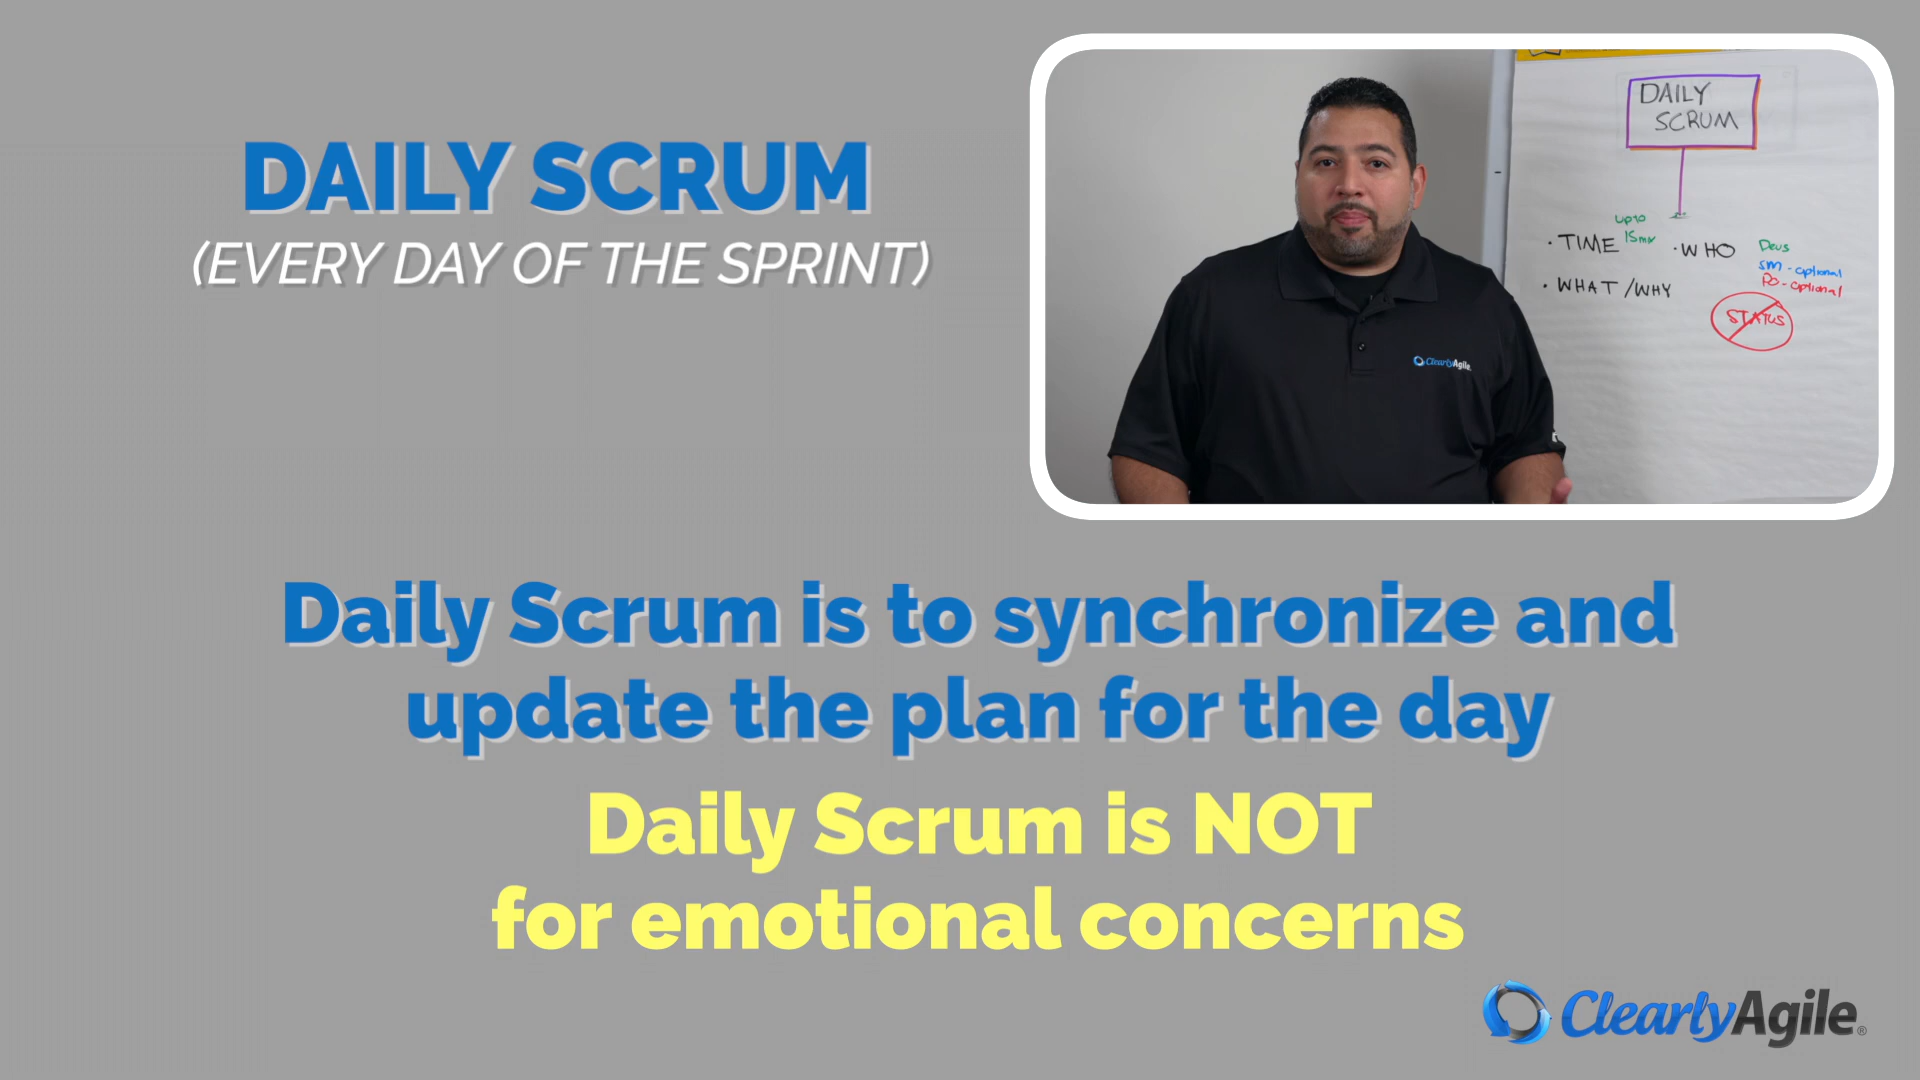 DAILY SCRUM
(EVERY DAY OF THE SPRINT)
DAILY
SCRUM
· TIME
up to
15 min
· WHO
Devs
SM - optional
PO - optional
· WHAT / WHY
STATUS
ClearlyAgile
Daily Scrum is to synchronize and
update the plan for the day
Daily Scrum is NOT
for emotional concerns
ClearlyAgile®